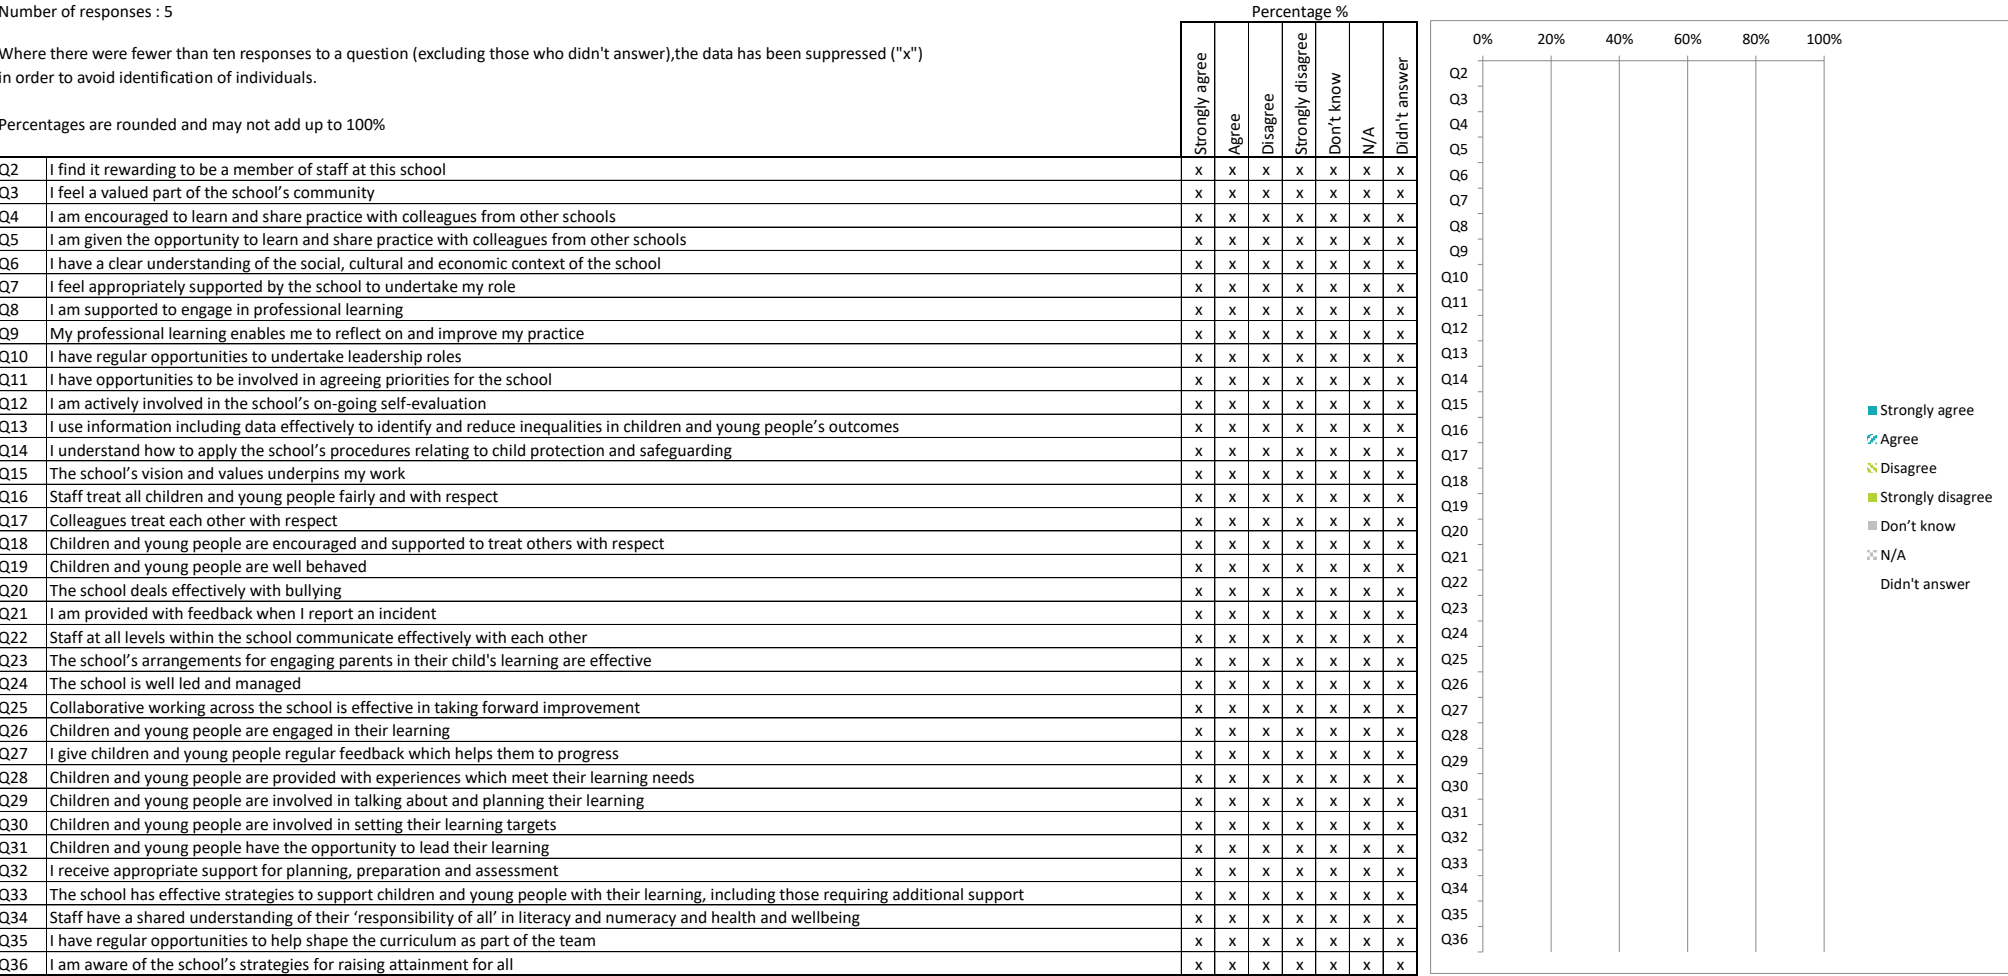 Number of responses : 5
Percentage %
Where there were fewer than ten responses to a question (excluding those who didn't answer),the data has been suppressed ("x")
in order to avoid identification of individuals.
Percentages are rounded and may not add up to 100%
Strongly agree
Agree
Disagree
Strongly disagree
Don't know
N/A
Didn't answer
Q2 I find it rewarding to be a member of staff at this school x x x x x x x
Q3 I feel a valued part of the school’s community x x x x x x x
Q4 I am encouraged to learn and share practice with colleagues from other schools x x x x x x x
Q5 I am given the opportunity to learn and share practice with colleagues from other schools x x x x x x x
Q6 I have a clear understanding of the social, cultural and economic context of the school x x x x x x x
Q7 I feel appropriately supported by the school to undertake my role x x x x x x x
Q8 I am supported to engage in professional learning x x x x x x x
Q9 My professional learning enables me to reflect on and improve my practice x x x x x x x
Q10 I have regular opportunities to undertake leadership roles x x x x x x x
Q11 I have opportunities to be involved in agreeing priorities for the school x x x x x x x
Q12 I am actively involved in the school’s on-going self-evaluation x x x x x x x
Q13 I use information including data effectively to identify and reduce inequalities in children and young people’s outcomes x x x x x x x
Q14 I understand how to apply the school’s procedures relating to child protection and safeguarding x x x x x x x
Q15 The school’s vision and values underpins my work x x x x x x x
Q16 Staff treat all children and young people fairly and with respect x x x x x x x
Q17 Colleagues treat each other with respect x x x x x x x
Q18 Children and young people are encouraged and supported to treat others with respect x x x x x x x
Q19 Children and young people are well behaved x x x x x x x
Q20 The school deals effectively with bullying x x x x x x x
Q21 I am provided with feedback when I report an incident x x x x x x x
Q22 Staff at all levels within the school communicate effectively with each other x x x x x x x
Q23 The school’s arrangements for engaging parents in their child's learning are effective x x x x x x x
Q24 The school is well led and managed x x x x x x x
Q25 Collaborative working across the school is effective in taking forward improvement x x x x x x x
Q26 Children and young people are engaged in their learning x x x x x x x
Q27 I give children and young people regular feedback which helps them to progress x x x x x x x
Q28 Children and young people are provided with experiences which meet their learning needs x x x x x x x
Q29 Children and young people are involved in talking about and planning their learning x x x x x x x
Q30 Children and young people are involved in setting their learning targets x x x x x x x
Q31 Children and young people have the opportunity to lead their learning x x x x x x x
Q32 I receive appropriate support for planning, preparation and assessment x x x x x x x
Q33 The school has effective strategies to support children and young people with their learning, including those requiring additional support x x x x x x x
Q34 Staff have a shared understanding of their ‘responsibility of all’ in literacy and numeracy and health and wellbeing x x x x x x x
Q35 I have regular opportunities to help shape the curriculum as part of the team x x x x x x x
Q36 I am aware of the school’s strategies for raising attainment for all x x x x x x x
0% 20% 40% 60% 80% 100%
Q2
Q3
Q4
Q5
Q6
Q7
Q8
Q9
Q10
Q11
Q12
Q13
Q14
Q15
Q16
Q17
Q18
Q19
Q20
Q21
Q22
Q23
Q24
Q25
Q26
Q27
Q28
Q29
Q30
Q31
Q32
Q33
Q34
Q35
Q36
Strongly agree
Agree
Disagree
Strongly disagree
Don’t know
N/A
Didn't answer